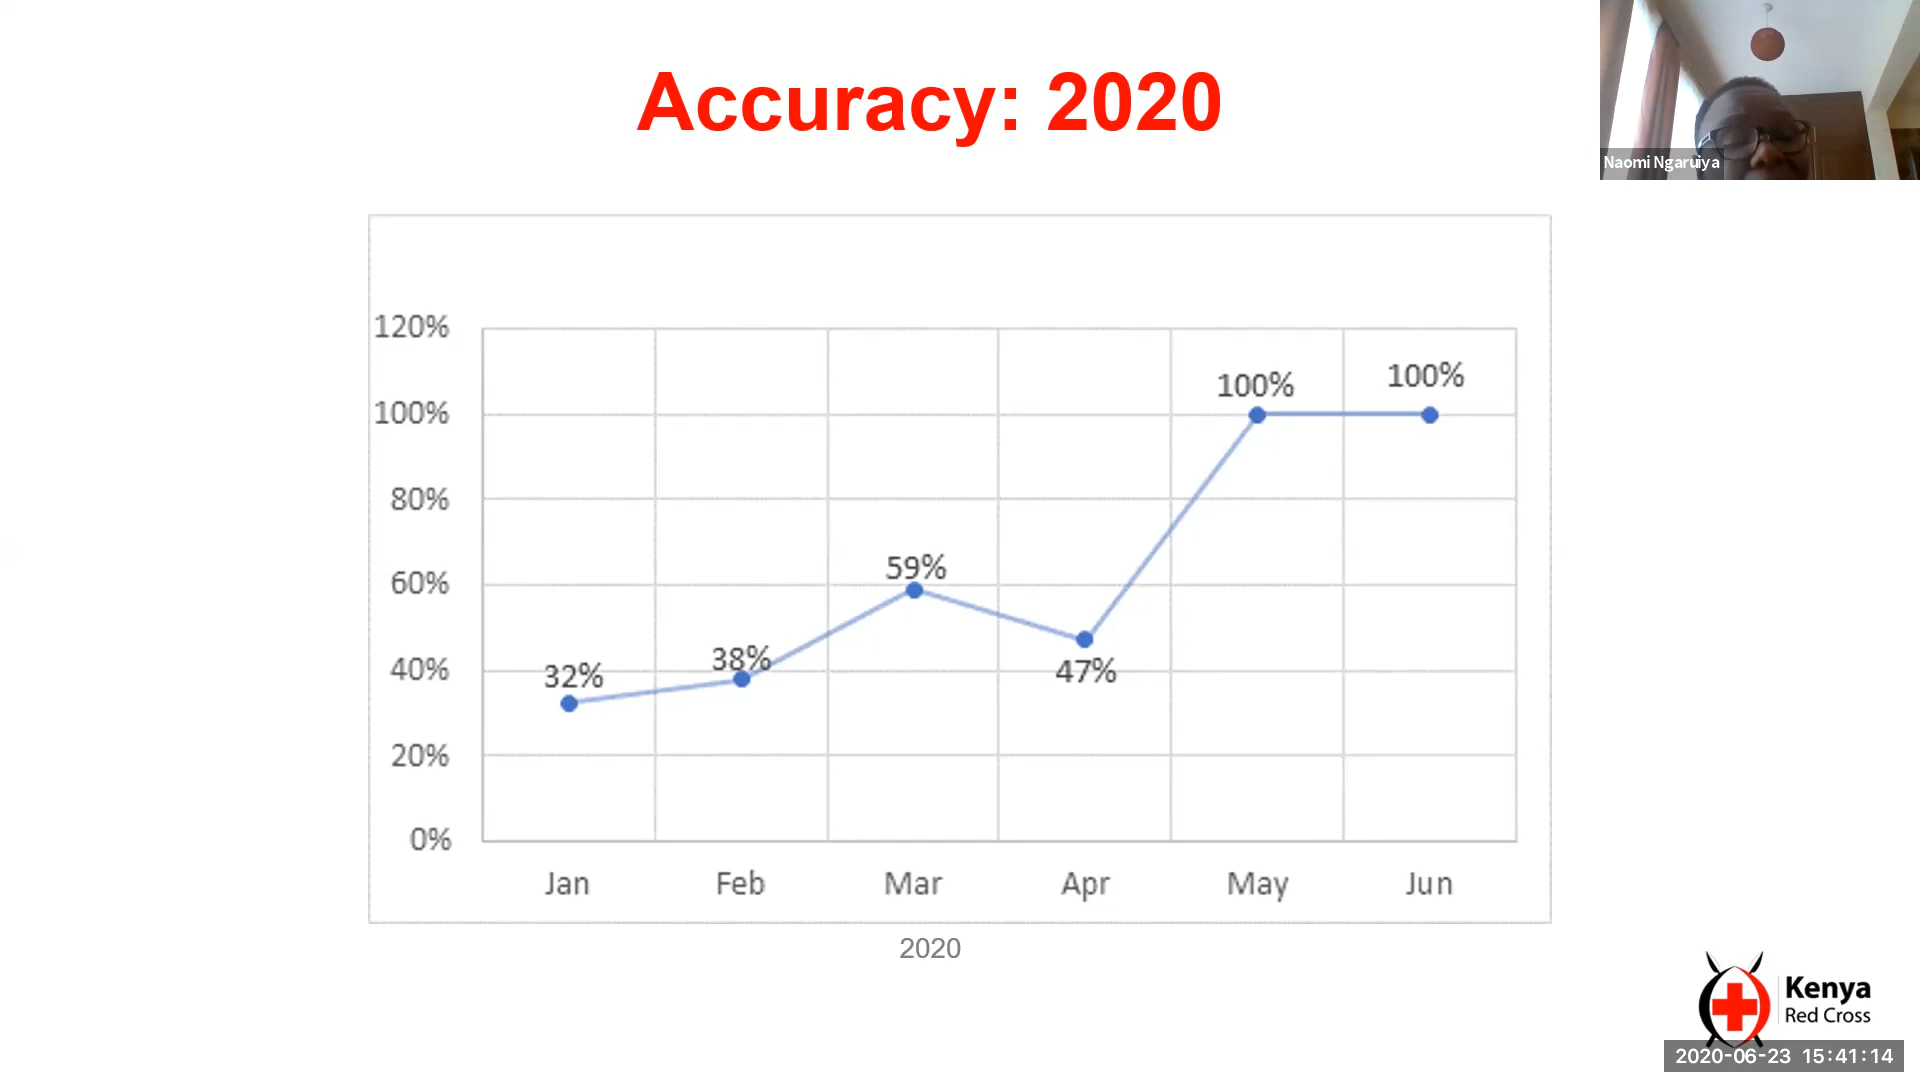 Accuracy: 2020
Naomi Ngaruiya
120%
100%
80%
60%
40%
20%
0%
32%
38%
59%
47%
100%
100%
Jan
Feb
Mar
Apr
May
Jun
2020
Kenya
Red Cross
2020-06-23 15:41:14